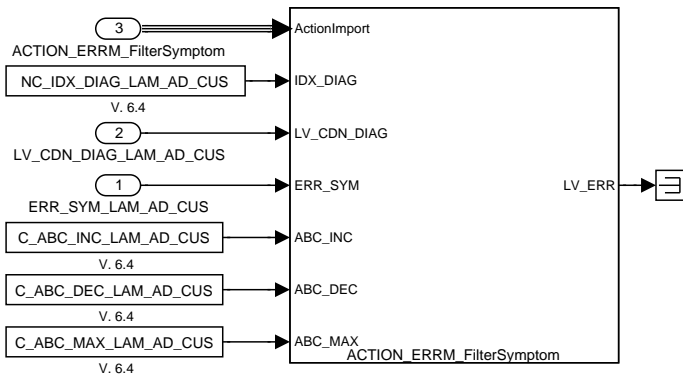 3
ActionImport
ACTION_ERRM_FilterSymptom
NC_IDX_DIAG_LAM_AD_CUS
IDX_DIAG
V. 6.4
2
LV_CDN_DIAG
LV_CDN_DIAG_LAM_AD_CUS
1
ERR_SYM
LV_ERR
ERR_SYM_LAM_AD_CUS
C_ABC_INC_LAM_AD_CUS
ABC_INC
V. 6.4
C_ABC_DEC_LAM_AD_CUS
ABC_DEC
V. 6.4
C_ABC_MAX_LAM_AD_CUS
ABC_MAX
ACTION_ERRM_FilterSymptom
V. 6.4